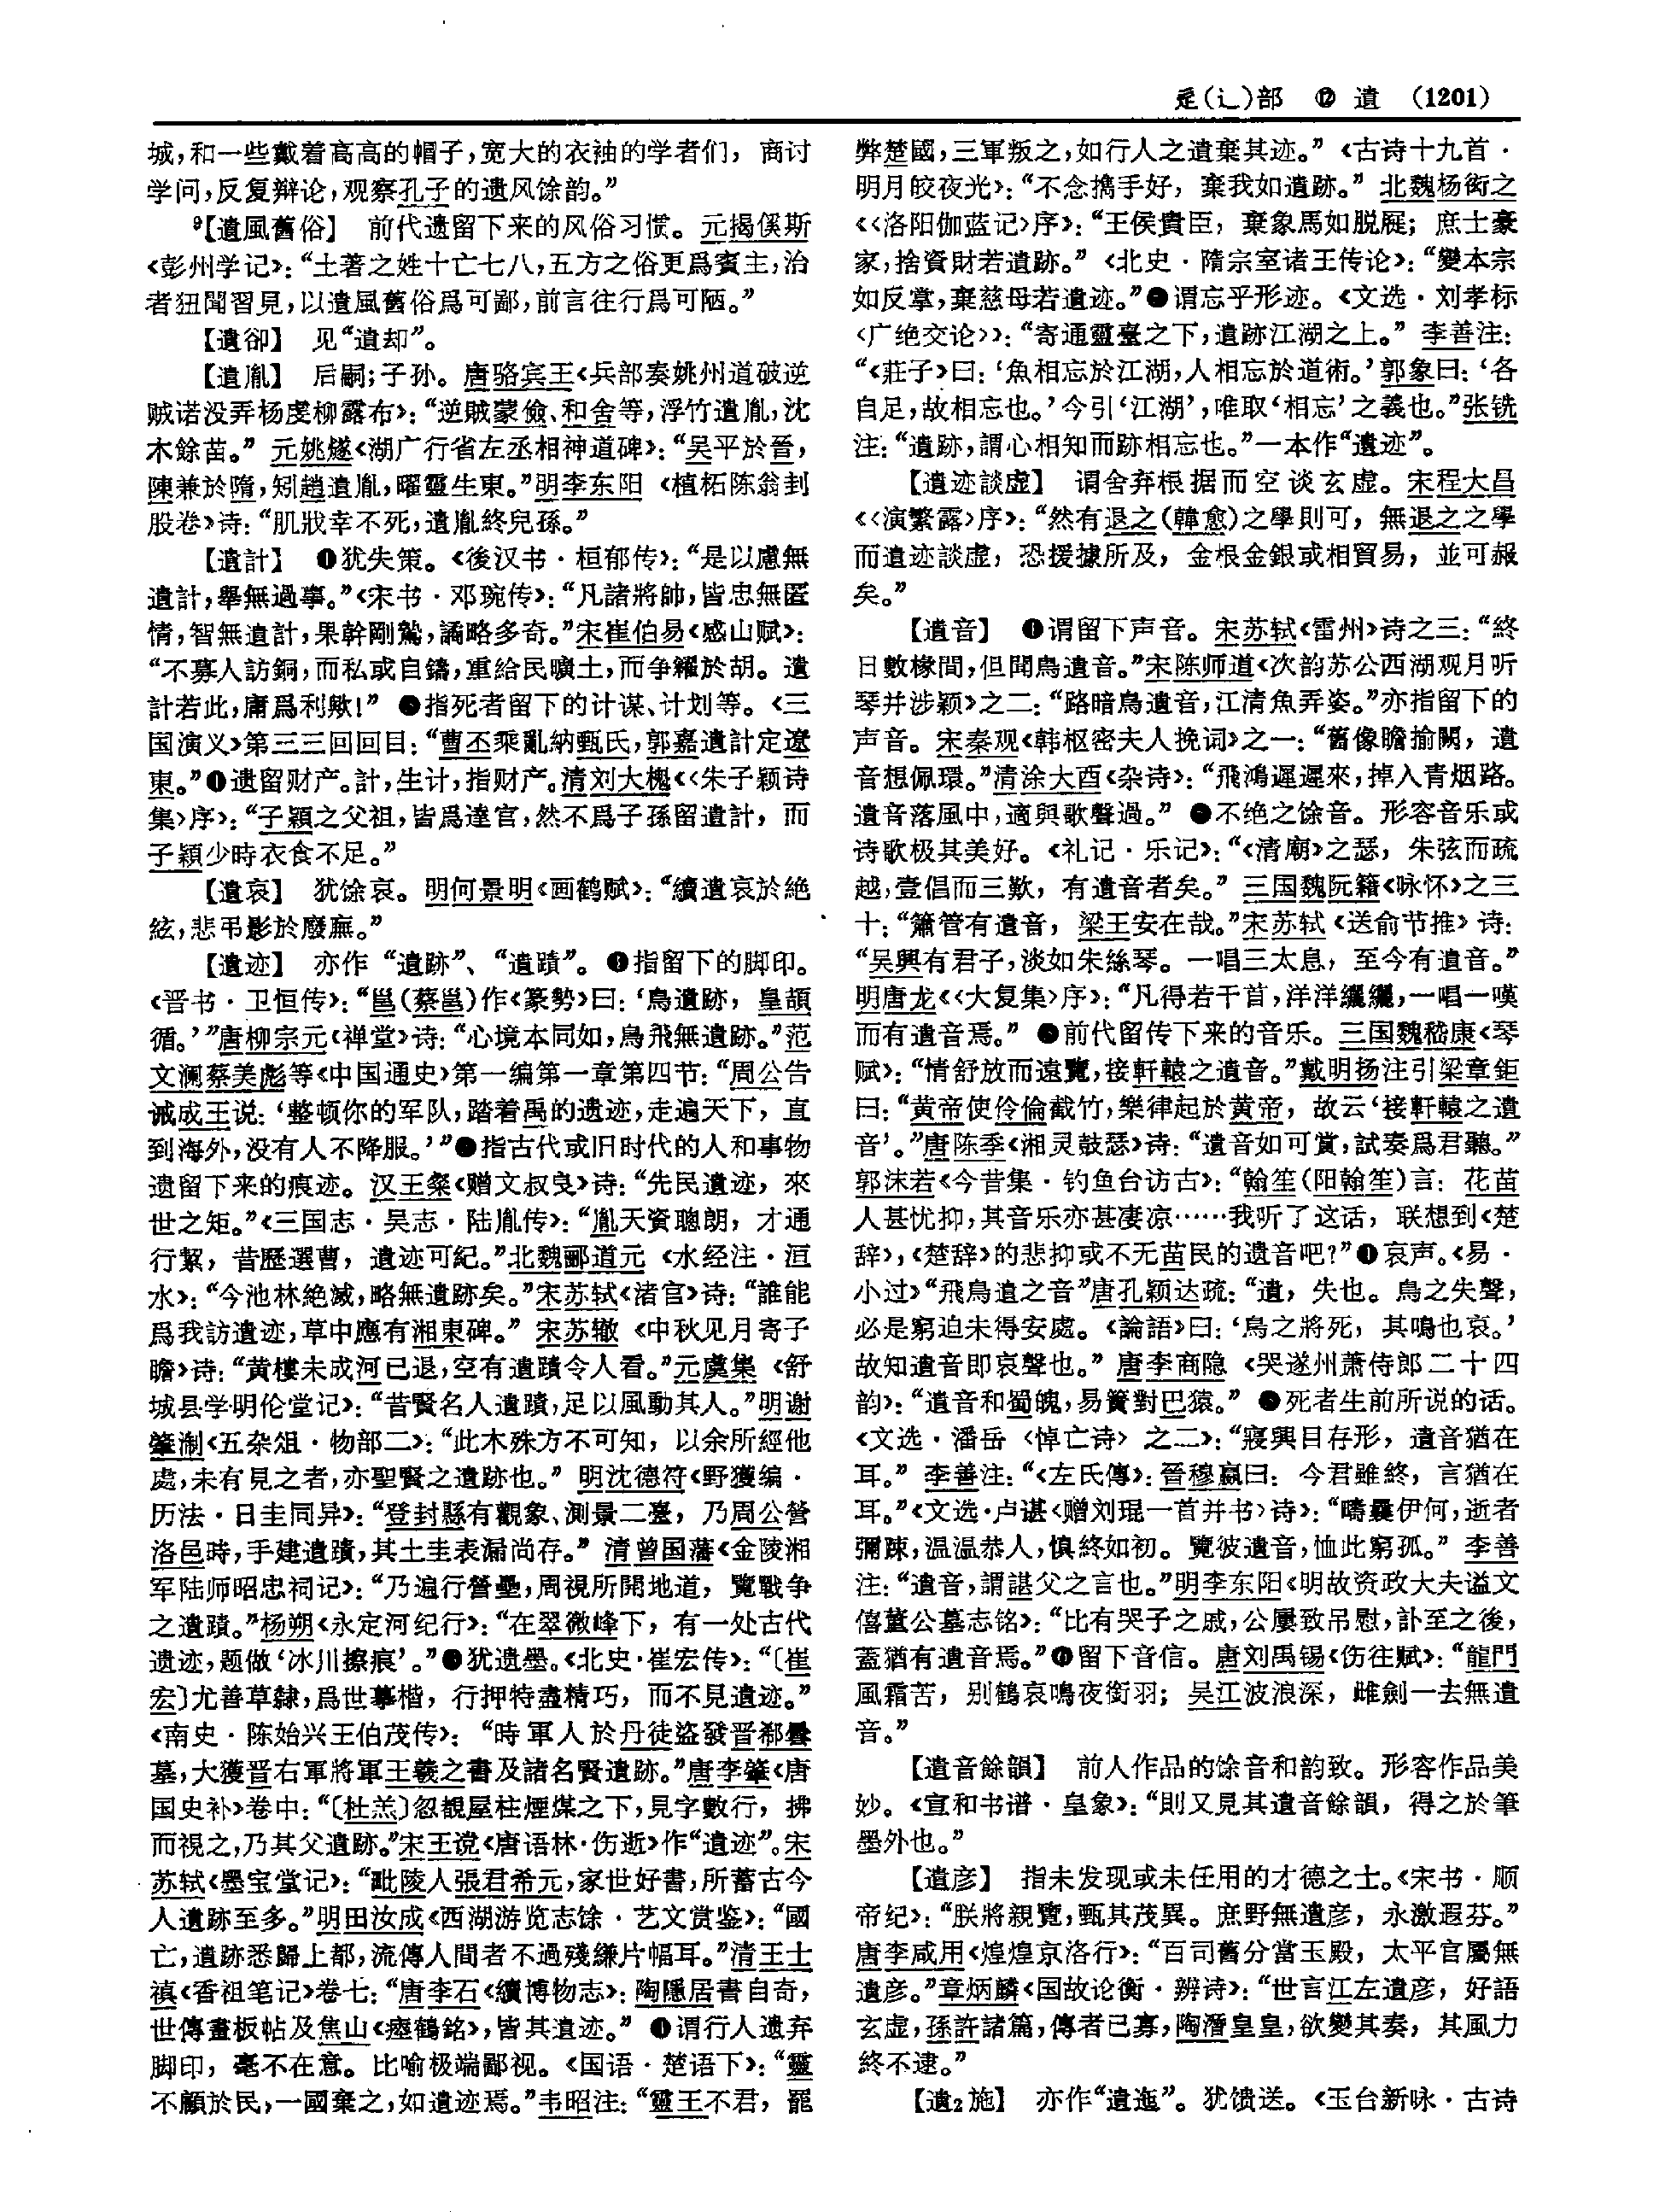 辵(辶)部　⑫　遺　(1201)
城，和一些戴着高高的帽子，宽大的衣袖的学者们，商讨
学问，反复辩论，观察孔子的遗风馀韵。”
⁹【遺風舊俗】　前代遗留下来的风俗习惯。元揭傒斯
《彭州学记》：“土著之姓十亡七八，五方之俗更爲賓主，治
者狃聞習見，以遺風舊俗爲可鄙，前言往行爲可陋。”
【遺卻】　见“遺却”。
【遺胤】　后嗣；子孙。唐骆宾王《兵部奏姚州道破逆
贼诺没弄杨虔柳露布》：“逆賊蒙儉、和舍等，浮竹遺胤，沈
木餘苗。”元姚燧《湖广行省左丞相神道碑》：“吴平於晉，
陳兼於隋，矧趙遺胤，曜靈生東。”明李东阳《植柘陈翁刲
股卷》诗：“肌戕幸不死，遺胤終兒孫。”
【遺計】　❶犹失策。《後汉书·桓郁传》：“是以慮無
遺計，舉無過事。”《宋书·邓琬传》：“凡諸將帥，皆忠無匿
情，智無遺計，果幹剛鷙，譎略多奇。”宋崔伯易《感山赋》：
“不募人訪銅，而私或自鑄，重給民曠土，而争糴於胡。遺
計若此，庸爲利歟！”❷指死者留下的计谋、计划等。《三
国演义》第三三回回目：“曹丕乘亂納甄氏，郭嘉遺計定遼
東。”❸遗留财产。計，生计，指财产。清刘大櫆《〈朱子颖诗
集〉序》：“子潁之父祖，皆爲達官，然不爲子孫留遺計，而
子潁少時衣食不足。”
【遺哀】　犹馀哀。明何景明《画鹤赋》：“續遺哀於絶
絃，悲弔影於廢廡。”
【遺迹】　亦作“遺跡”、“遺蹟”。❶指留下的脚印。
《晋书·卫恒传》：“邕(蔡邕)作《篆勢》曰：‘鳥遺跡，皇頡
循。’”唐柳宗元《禅堂》诗：“心境本同如，鳥飛無遺跡。”范
文澜蔡美彪等《中国通史》第一编第一章第四节：“周公告
诫成王说：‘整顿你的军队，踏着禹的遗迹，走遍天下，直
到海外，没有人不降服。’”❷指古代或旧时代的人和事物
遗留下来的痕迹。汉王粲《赠文叔良》诗：“先民遺迹，來
世之矩。”《三国志·吴志·陆胤传》：“胤天資聰朗，才通
行絜，昔歷選曹，遺迹可紀。”北魏郦道元《水经注·洹
水》：“今池林絶滅，略無遺跡矣。”宋苏轼《渚宫》诗：“誰能
爲我訪遺迹，草中應有湘東碑。”宋苏辙《中秋见月寄子
瞻》诗：“黄樓未成河已退，空有遺蹟令人看。”元虞集《舒
城县学明伦堂记》：“昔賢名人遺蹟，足以風動其人。”明谢
肇淛《五杂俎·物部二》：“此木殊方不可知，以余所經他
處，未有見之者，亦聖賢之遺跡也。”明沈德符《野獲编·
历法·日圭同异》：“登封縣有觀象、測景二臺，乃周公營
洛邑時，手建遺蹟，其土圭表漏尚存。”清曾国藩《金陵湘
军陆师昭忠祠记》：“乃遍行營壘，周視所開地道，覽戰争
之遺蹟。”杨朔《永定河纪行》：“在翠微峰下，有一处古代
遗迹，题做‘冰川擦痕’。”❸犹遗墨。《北史·崔宏传》：“〔崔
宏〕尤善草隸，爲世摹楷，行押特盡精巧，而不見遺迹。”
《南史·陈始兴王伯茂传》：“時軍人於丹徒盜發晋郗曇
墓，大獲晋右軍將軍王羲之書及諸名賢遺跡。”唐李肇《唐
国史补》卷中：“〔杜羔〕忽覩屋柱煙煤之下，見字數行，拂
而視之，乃其父遺跡。”宋王谠《唐语林·伤逝》作“遺迹”。宋
苏轼《墨宝堂记》：“毗陵人張君希元，家世好書，所蓄古今
人遺跡至多。”明田汝成《西湖游览志馀·艺文赏鉴》：“國
亡，遺跡悉歸上都，流傳人間者不過殘縑片幅耳。”清王士
禛《香祖笔记》卷七：“唐李石《續博物志》：陶隱居書自奇，
世傳畫板帖及焦山《瘞鶴銘》，皆其遺迹。”❹谓行人遗弃
脚印，毫不在意。比喻极端鄙视。《国语·楚语下》：“靈
不顧於民，一國棄之，如遺迹焉。”韦昭注：“靈王不君，罷
弊楚國，三軍叛之，如行人之遺棄其迹。”《古诗十九首·
明月皎夜光》：“不念攜手好，棄我如遺跡。”北魏杨衒之
《〈洛阳伽蓝记〉序》：“王侯貴臣，棄象馬如脱屣；庶士豪
家，捨資財若遺跡。”《北史·隋宗室诸王传论》：“變本宗
如反掌，棄慈母若遺迹。”❺谓忘乎形迹。《文选·刘孝标
〈广绝交论〉》：“寄通靈臺之下，遺跡江湖之上。”李善注：
“《莊子》曰：‘魚相忘於江湖，人相忘於道術。’郭象曰：‘各
自足，故相忘也。’今引‘江湖’，唯取‘相忘’之義也。”张铣
注：“遺跡，謂心相知而跡相忘也。”一本作“遺迹”。
【遺迹談虚】　谓舍弃根据而空谈玄虚。宋程大昌
《〈演繁露〉序》：“然有退之(韓愈)之學則可，無退之之學
而遺迹談虚，恐援據所及，金根金銀或相貿易，並可赧
矣。”
【遺音】　❶谓留下声音。宋苏轼《雷州》诗之三：“終
日數椽間，但聞鳥遺音。”宋陈师道《次韵苏公西湖观月听
琴并涉颍》之二：“路暗鳥遺音，江清魚弄姿。”亦指留下的
声音。宋秦观《韩枢密夫人挽词》之一：“舊像瞻揄闕，遺
音想佩環。”清涂大酉《杂诗》：“飛鴻遲遲來，掉入青烟路。
遺音落風中，適與歌聲過。”❷不绝之馀音。形容音乐或
诗歌极其美好。《礼记·乐记》：“《清廟》之瑟，朱弦而疏
越，壹倡而三歎，有遺音者矣。”三国魏阮籍《咏怀》之三
十：“簫管有遺音，梁王安在哉。”宋苏轼《送俞节推》诗：
“吴興有君子，淡如朱絲琴。一唱三太息，至今有遺音。”
明唐龙《〈大复集〉序》：“凡得若干首，洋洋纚纚，一唱一嘆
而有遺音焉。”❸前代留传下来的音乐。三国魏嵇康《琴
赋》：“情舒放而遠覽，接軒轅之遺音。”戴明扬注引梁章鉅
曰：“黄帝使伶倫截竹，樂律起於黄帝，故云‘接軒轅之遺
音’。”唐陈季《湘灵鼓瑟》诗：“遺音如可賞，試奏爲君聽。”
郭沫若《今昔集·钓鱼台访古》：“翰笙(阳翰笙)言：花苗
人甚忧抑，其音乐亦甚凄凉……我听了这话，联想到《楚
辞》，《楚辞》的悲抑或不无苗民的遗音吧？”❹哀声。《易·
小过》“飛鳥遺之音”唐孔颖达疏：“遺，失也。鳥之失聲，
必是窮迫未得安處。《論語》曰：‘鳥之將死，其鳴也哀。’
故知遺音即哀聲也。”唐李商隐《哭遂州萧侍郎二十四
韵》：“遺音和蜀魄，易簀對巴猿。”❺死者生前所说的话。
《文选·潘岳〈悼亡诗〉之二》：“寢興目存形，遺音猶在
耳。”李善注：“《左氏傳》：晉穆嬴曰：今君雖終，言猶在
耳。”《文选·卢谌〈赠刘琨一首并书〉诗》：“疇曩伊何，逝者
彌踈，温温恭人，慎終如初。覽彼遺音，恤此窮孤。”李善
注：“遺音，謂諶父之言也。”明李东阳《明故资政大夫谥文
僖董公墓志铭》：“比有哭子之戚，公屢致吊慰，訃至之後，
蓋猶有遺音焉。”❻留下音信。唐刘禹锡《伤往赋》：“龍門
風霜苦，别鶴哀鳴夜銜羽；吴江波浪深，雌劍一去無遺
音。”
【遺音餘韻】　前人作品的馀音和韵致。形容作品美
妙。《宣和书谱·皇象》：“則又見其遺音餘韻，得之於筆
墨外也。”
【遺彦】　指未发现或未任用的才德之士。《宋书·顺
帝纪》：“朕將親覽，甄其茂異。庶野無遺彦，永激遐芬。”
唐李咸用《煌煌京洛行》：“百司舊分當玉殿，太平官屬無
遺彦。”章炳麟《国故论衡·辨诗》：“世言江左遺彦，好語
玄虚，孫許諸篇，傳者已寡，陶潛皇皇，欲變其奏，其風力
終不逮。”
【遺₂施】　亦作“遺迤”。犹馈送。《玉台新咏·古诗